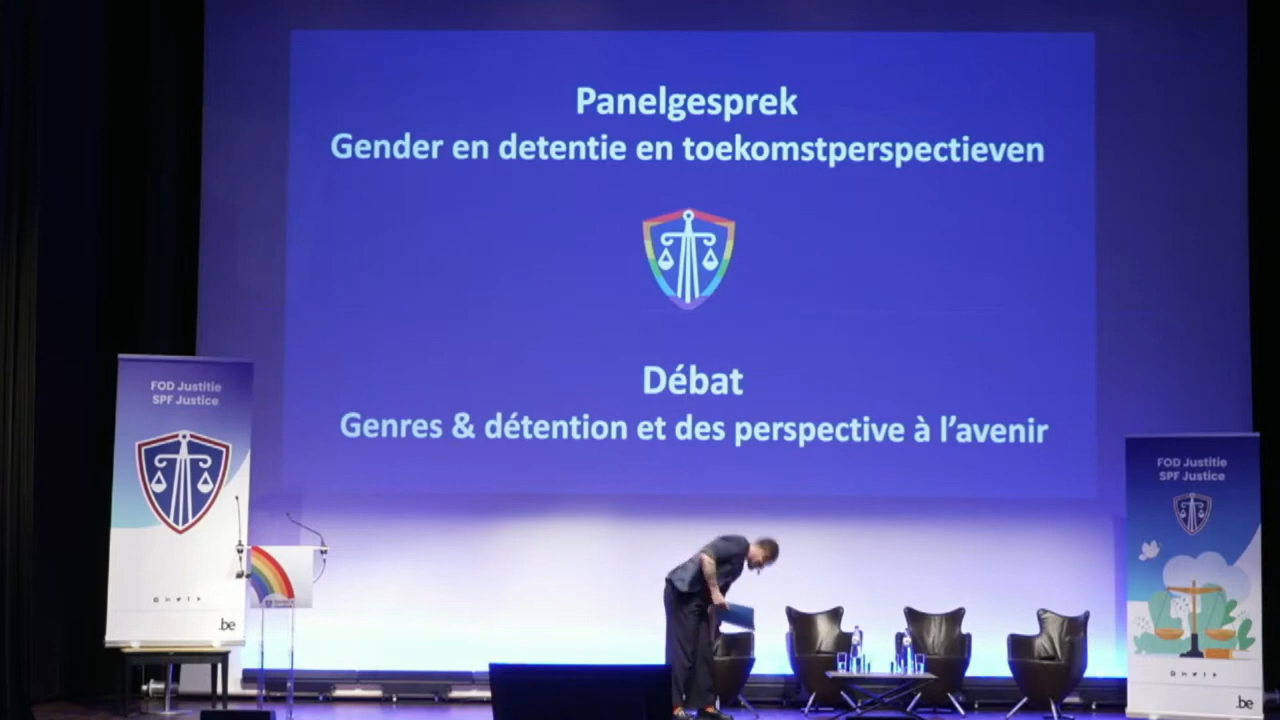 Panelgesprek
Gender en detentie en toekomstperspectieven
Débat
Genres & détention et des perspective à l'avenir
FOD Justitie
SPF Justice
.be
FOD Justitie
SPF Justice
.be